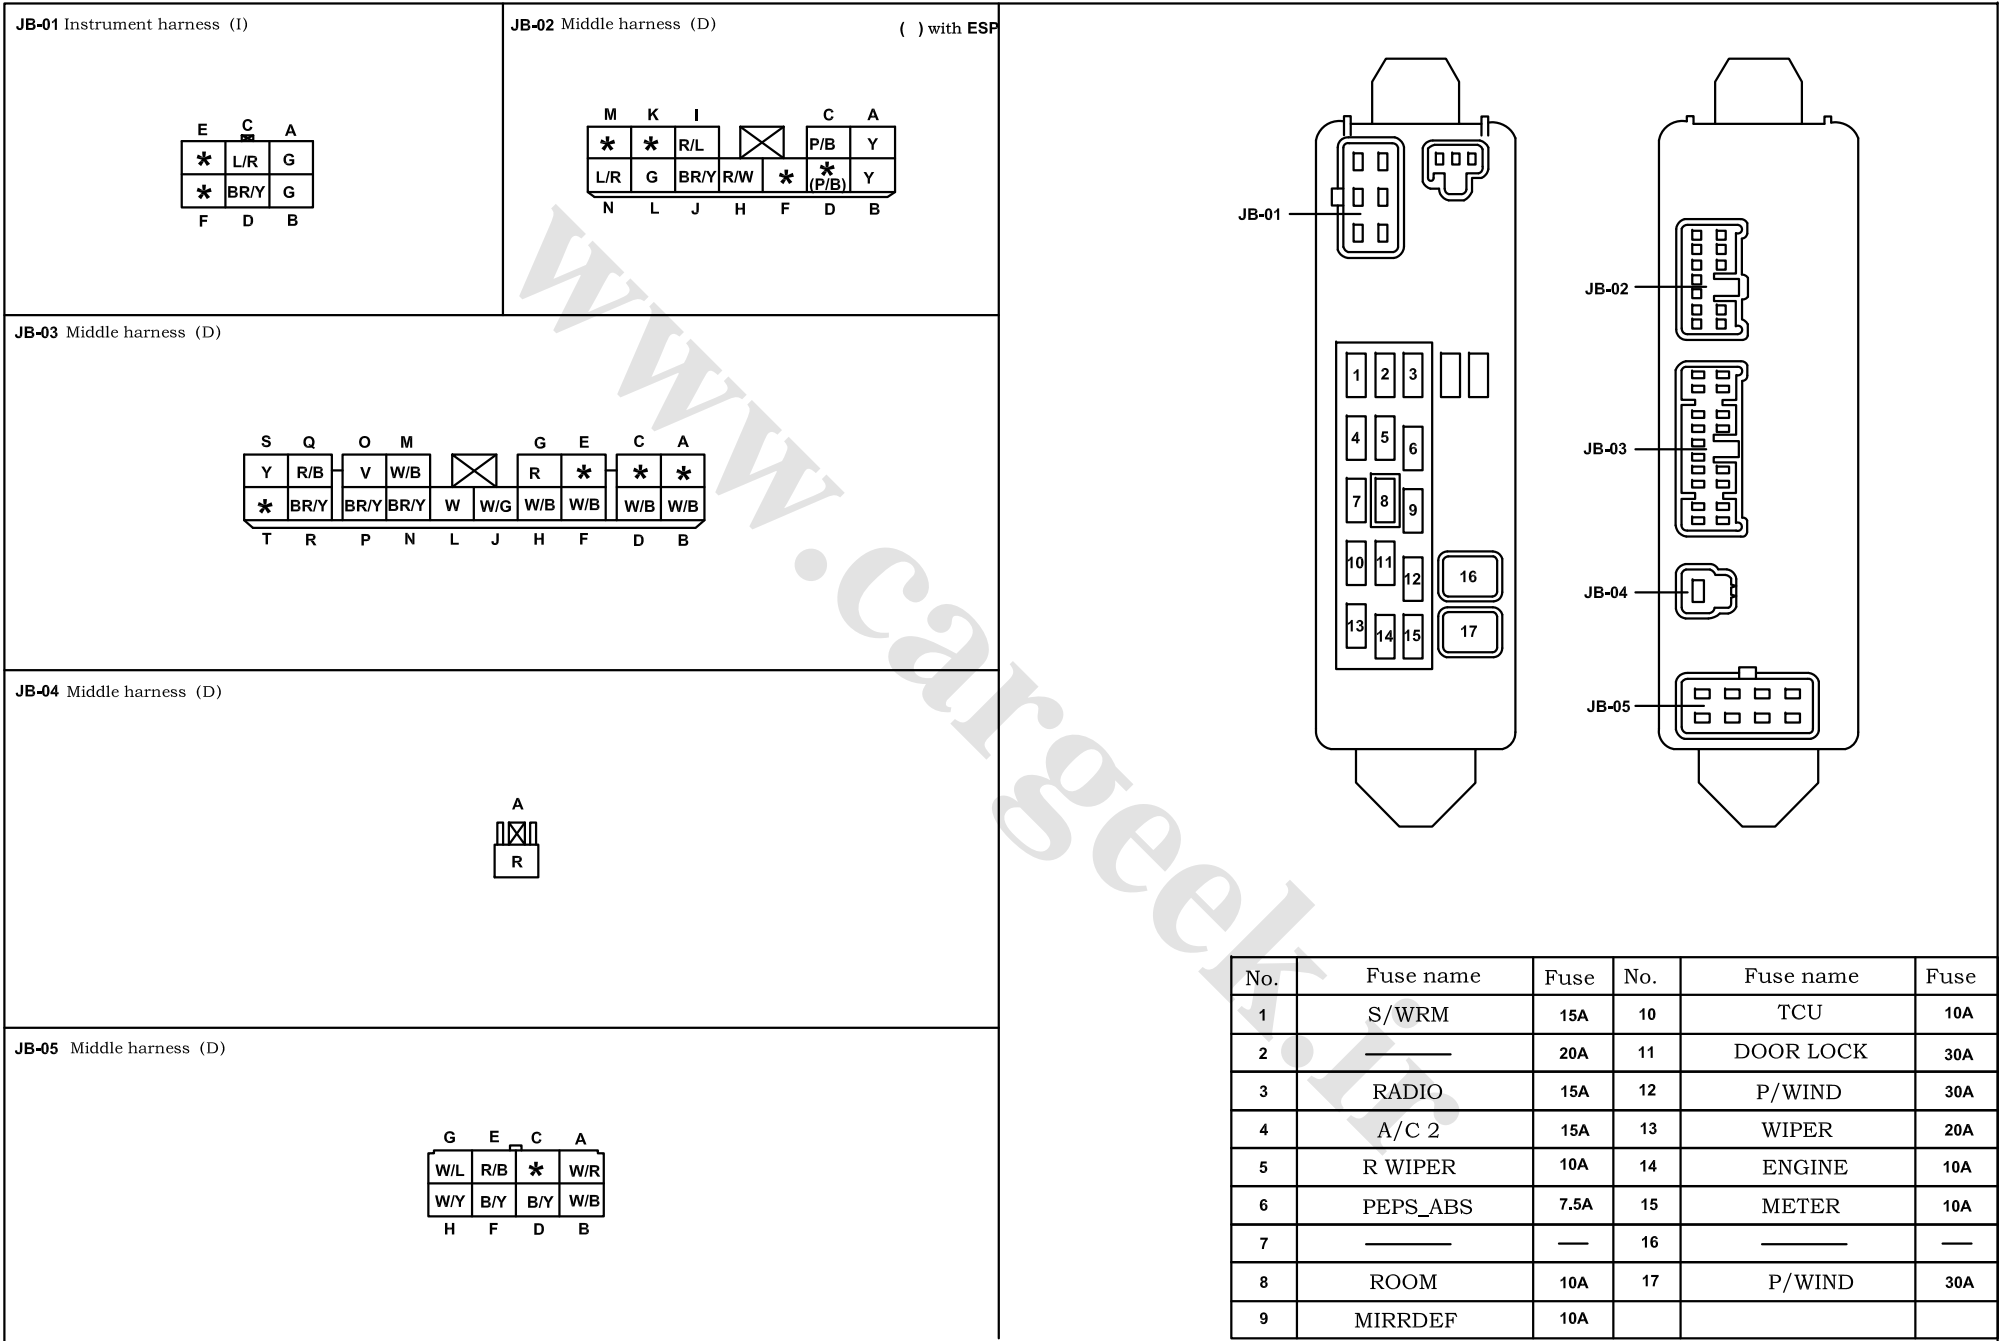 JB-01 Instrument harness (I)
E C A
* L/R G
* BR/Y G
F D B
JB-02 Middle harness (D) ( ) with ESP
M K I C A
* * R/L P/B Y
L/R G BR/Y R/W * * (P/B) Y
N L J H F D B
JB-03 Middle harness (D)
S Q O M G E C A
Y R/B V W/B R * * *
* BR/Y BR/Y BR/Y W W/G W/B W/B W/B W/B
T R P N L J H F D B
JB-04 Middle harness (D)
A
R
JB-05 Middle harness (D)
G E C A
W/L R/B * W/R
W/Y B/Y B/Y W/B
H F D B
JB-01
1 2 3
4 5 6
7 8 9
10 11 12
13 14 15
16
17
JB-02
JB-03
JB-04
JB-05
No. Fuse name Fuse No. Fuse name Fuse
1 S/WRM 15A 10 TCU 10A
2 —— 20A 11 DOOR LOCK 30A
3 RADIO 15A 12 P/WIND 30A
4 A/C 2 15A 13 WIPER 20A
5 R WIPER 10A 14 ENGINE 10A
6 PEPS_ABS 7.5A 15 METER 10A
7 —— — 16 —— —
8 ROOM 10A 17 P/WIND 30A
9 MIRRDEF 10A
www.cargeek.ir